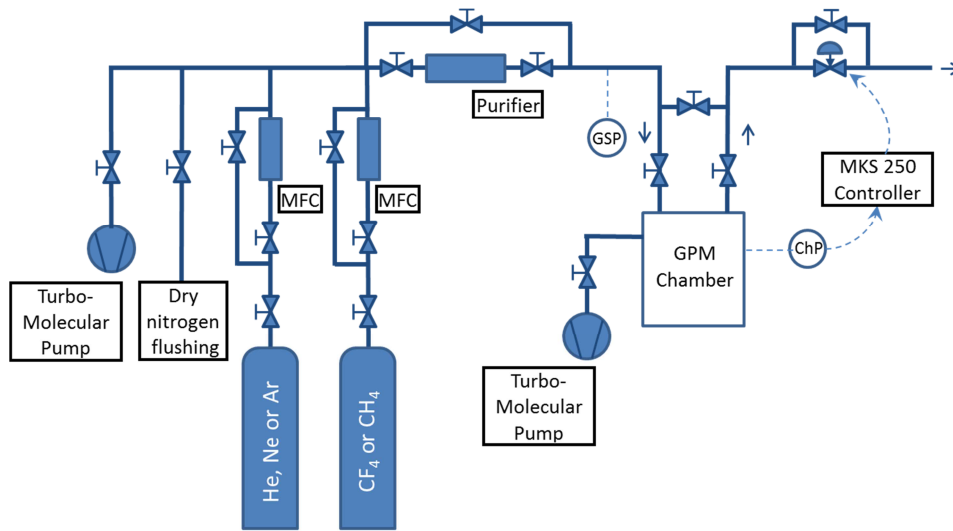 Purifier
GSP
MFC
MFC
MKS 250
Controller
GPM
Chamber
ChP
Turbo-
Molecular
Pump
Dry
nitrogen
flushing
He, Ne or Ar
CF₄ or CH₄
Turbo-
Molecular
Pump